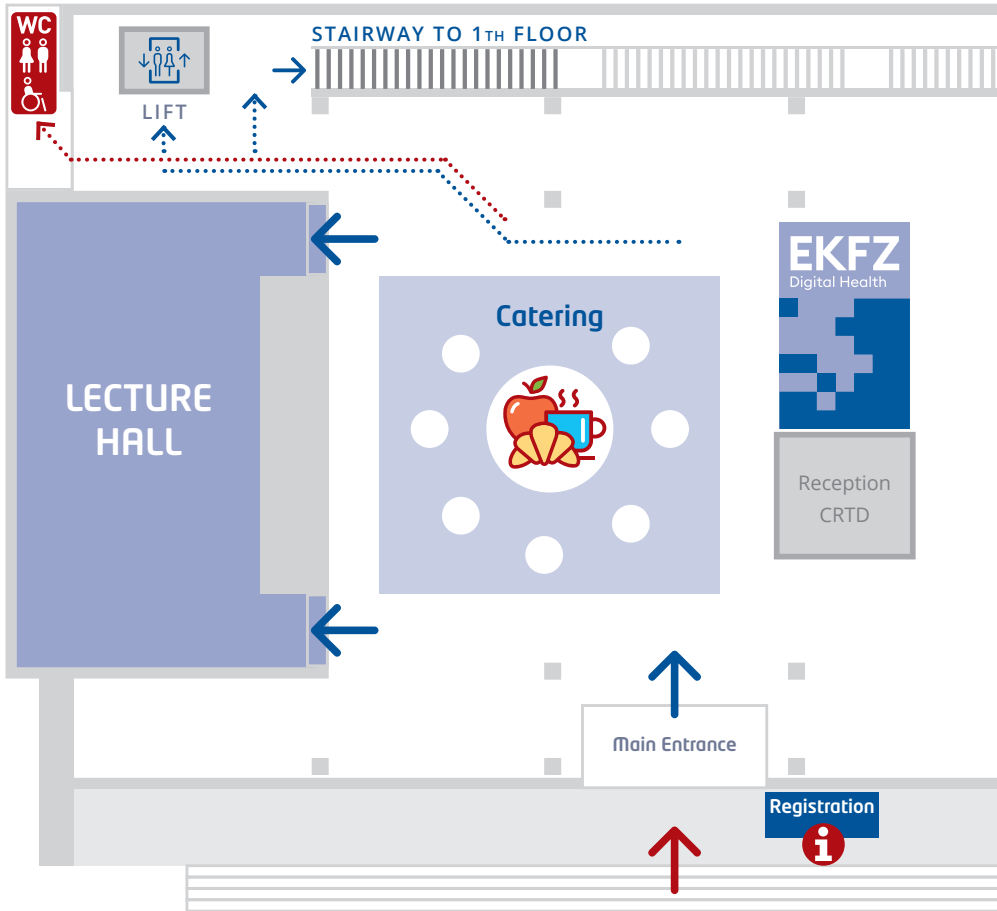 WC
STAIRWAY TO 1TH FLOOR
LIFT
EKFZ
Digital Health
Catering
LECTURE
HALL
Reception
CRTD
Main Entrance
Registration
i